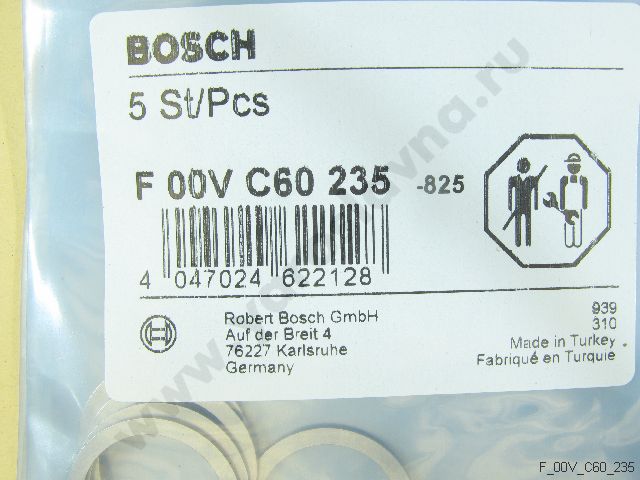 BOSCH
5 St/Pcs
F 00V C60 235 -825
4 047024 622128
Robert Bosch GmbH
Auf der Breit 4
76227 Karlsruhe
Germany
939
310
Made in Turkey
Fabriqué en Turquie
F_00V_C60_235